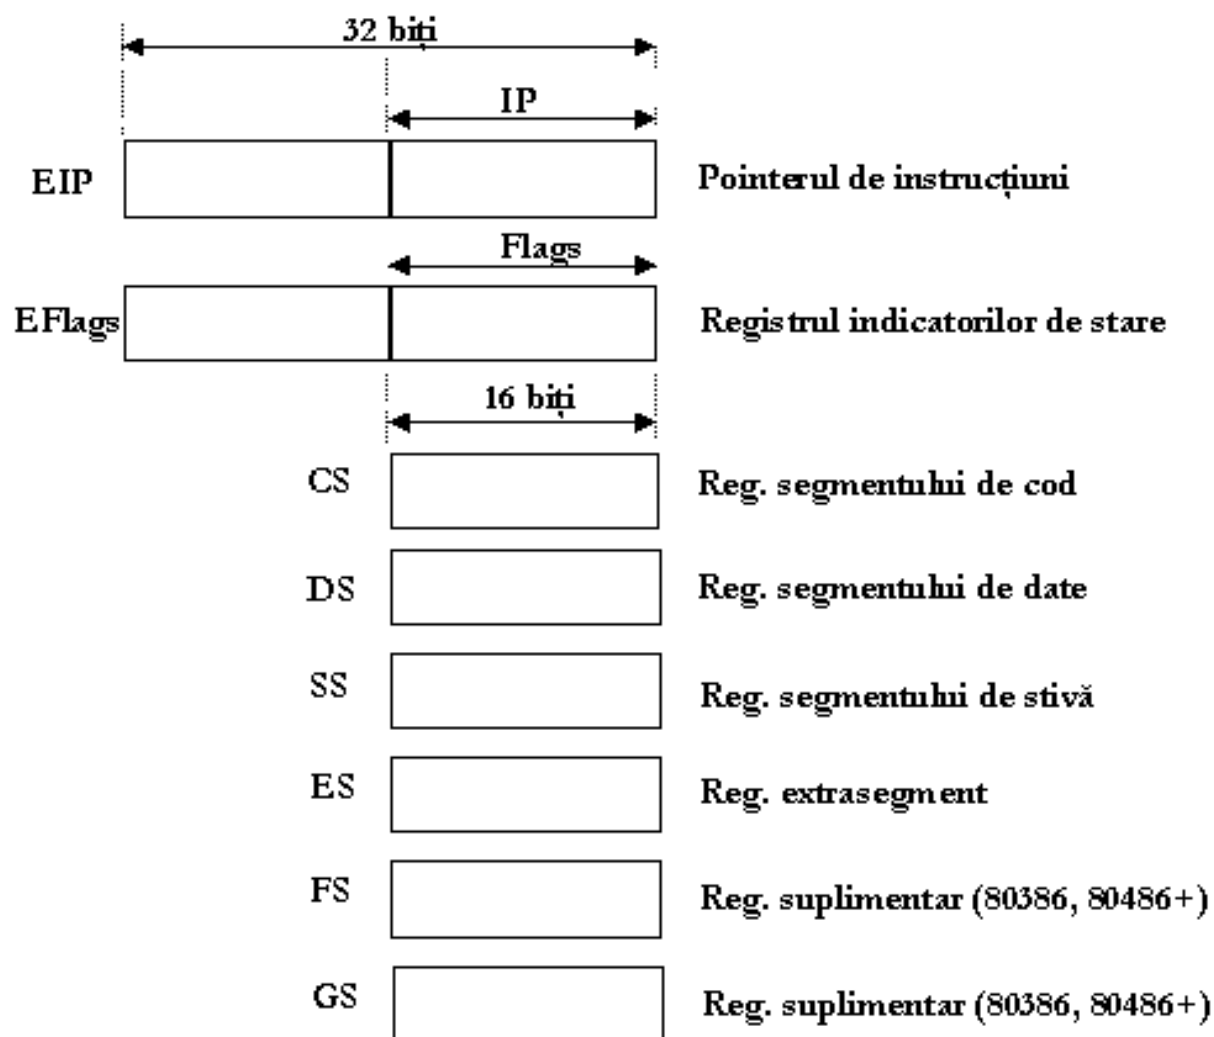 32 biți
IP
EIP Pointerul de instrucțiuni
Flags
EFlags Registrul indicatorilor de stare
16 biți
CS Reg. segmentului de cod
DS Reg. segmentului de date
SS Reg. segmentului de stivă
ES Reg. extrasegment
FS Reg. suplimentar (80386, 80486+)
GS Reg. suplimentar (80386, 80486+)